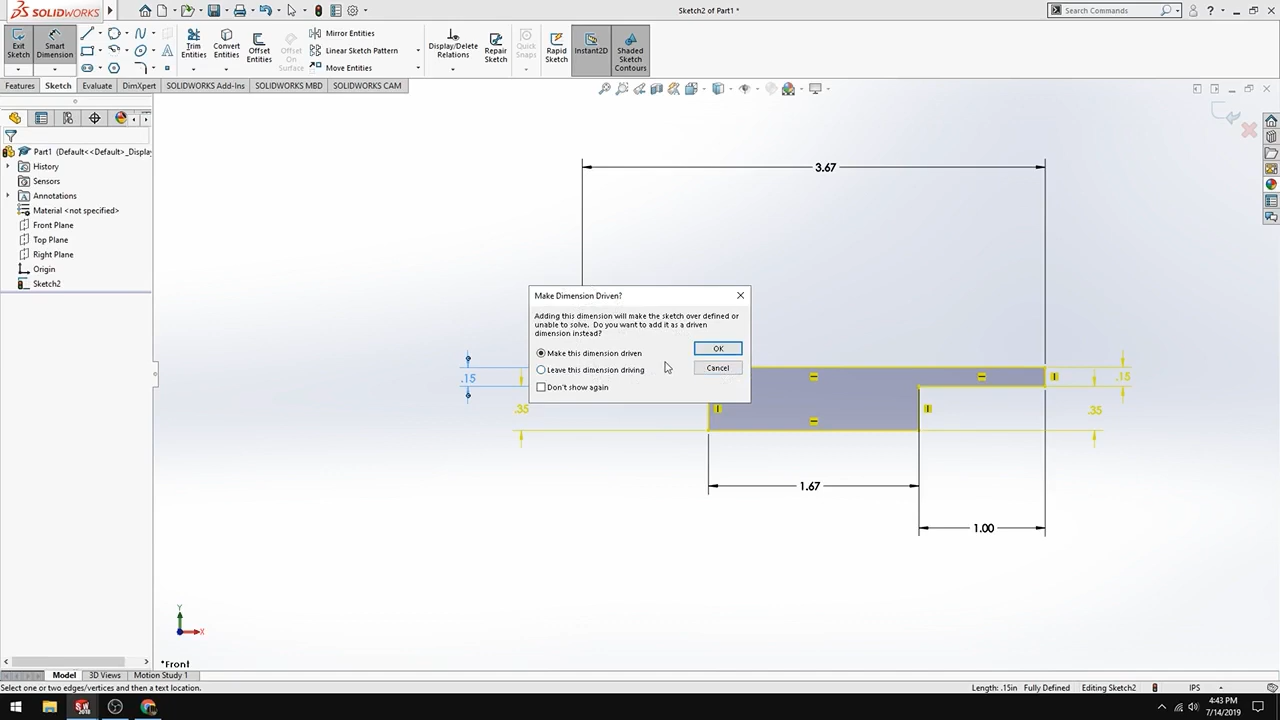 SOLIDWORKS
Sketch2 of Part1 *
Search Commands
Exit Sketch
Smart Dimension
Trim Entities
Convert Entities
Offset Entities
Offset On Surface
Mirror Entities
Linear Sketch Pattern
Move Entities
Display/Delete Relations
Repair Sketch
Quick Snaps
Rapid Sketch
Instant2D
Shaded Sketch Contours
Features
Sketch
Evaluate
DimXpert
SOLIDWORKS Add-Ins
SOLIDWORKS MBD
SOLIDWORKS CAM
Part1 (Default<<Default>_Displa
History
Sensors
Annotations
Material <not specified>
Front Plane
Top Plane
Right Plane
Origin
Sketch2
3.67
Make Dimension Driven?
Adding this dimension will make the sketch over defined or
unable to solve. Do you want to add it as a driven
dimension instead?
Make this dimension driven
OK
Leave this dimension driving
Cancel
Don't show again
.15
.15
.35
.35
1.67
1.00
Y
X
*Front
Model
3D Views
Motion Study 1
Select one or two edges/vertices and then a text location.
Length: .15in
Fully Defined
Editing Sketch2
IPS
4:43 PM
7/14/2019